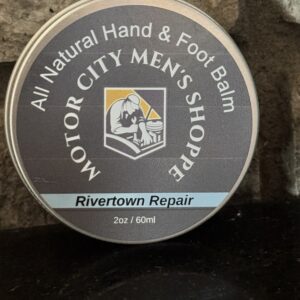 All Natural Hand & Foot Balm
MOTOR CITY MEN'S SHOPPE
Rivertown Repair
2oz / 60ml